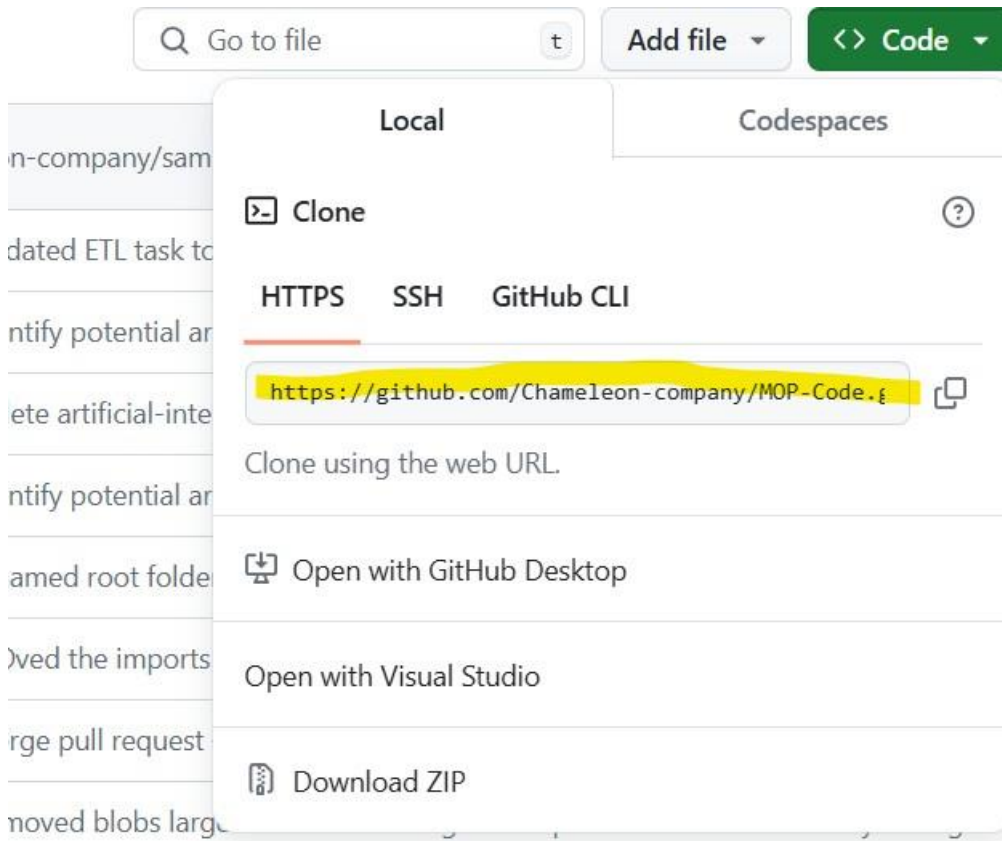 Go to file t Add file Code
Local Codespaces
n-company/sam
Clone
dated ETL task to
HTTPS SSH GitHub CLI
ntify potential ar
https://github.com/Chameleon-company/MOP-Code.g
ete artificial-inte
Clone using the web URL.
ntify potential ar
amed root folder
Open with GitHub Desktop
ved the imports
Open with Visual Studio
rge pull request
Download ZIP
moved blobs large